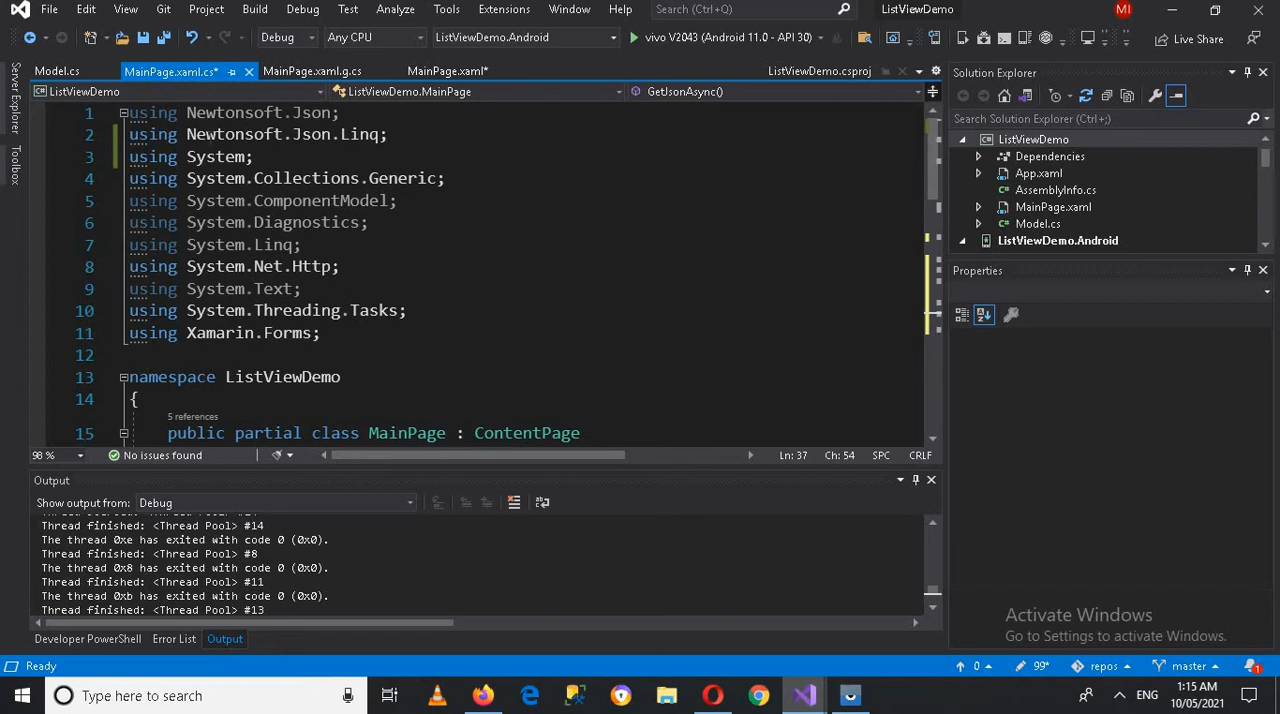 File Edit View Git Project Build Debug Test Analyze Tools Extensions Window Help Search (Ctrl+Q) ListViewDemo MI
Debug Any CPU ListViewDemo.Android vivo V2043 (Android 11.0 - API 30) Live Share
Model.cs MainPage.xaml.cs* MainPage.xaml.g.cs MainPage.xaml* ListViewDemo.csproj
ListViewDemo ListViewDemo.MainPage GetJsonAsync()
1 using Newtonsoft.Json;
2 using Newtonsoft.Json.Linq;
3 using System;
4 using System.Collections.Generic;
5 using System.ComponentModel;
6 using System.Diagnostics;
7 using System.Linq;
8 using System.Net.Http;
9 using System.Text;
10 using System.Threading.Tasks;
11 using Xamarin.Forms;
12
13 namespace ListViewDemo
14 {
5 references
15 public partial class MainPage : ContentPage
98 % No issues found Ln: 37 Ch: 54 SPC CRLF
Output
Show output from: Debug
Thread finished: <Thread Pool> #14
The thread 0xe has exited with code 0 (0x0).
Thread finished: <Thread Pool> #8
The thread 0x8 has exited with code 0 (0x0).
Thread finished: <Thread Pool> #11
The thread 0xb has exited with code 0 (0x0).
Thread finished: <Thread Pool> #13
Developer PowerShell Error List Output
Server Explorer
Toolbox
Solution Explorer
Search Solution Explorer (Ctrl+;)
ListViewDemo
Dependencies
App.xaml
AssemblyInfo.cs
MainPage.xaml
Model.cs
ListViewDemo.Android
Properties
Activate Windows
Go to Settings to activate Windows.
Ready 0 99* repos master 1
Type here to search ENG 1:15 AM
10/05/2021